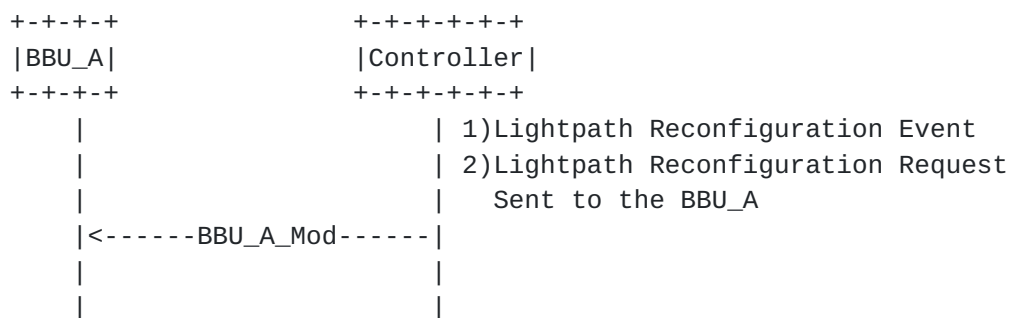 +-+-+-+              +-+-+-+-+-+
|BBU_A|              |Controller|
+-+-+-+              +-+-+-+-+-+
    |                    | 1)Lightpath Reconfiguration Event
    |                    | 2)Lightpath Reconfiguration Request
    |                    |   Sent to the BBU_A
    |<------BBU_A_Mod------|
    |                    |
    |                    |